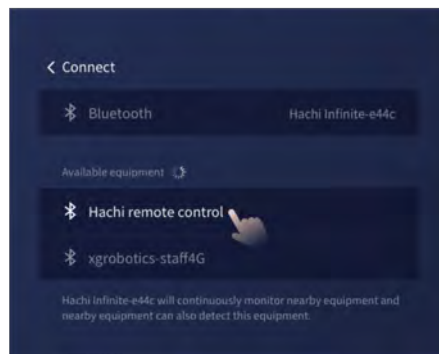 Connect
Bluetooth Hachi Infinite-e44c
Available equipment
Hachi remote control
xgrobotics-staff4G
Hachi Infinite-e44c will continuously monitor nearby equipment and
nearby equipment can also detect this equipment.